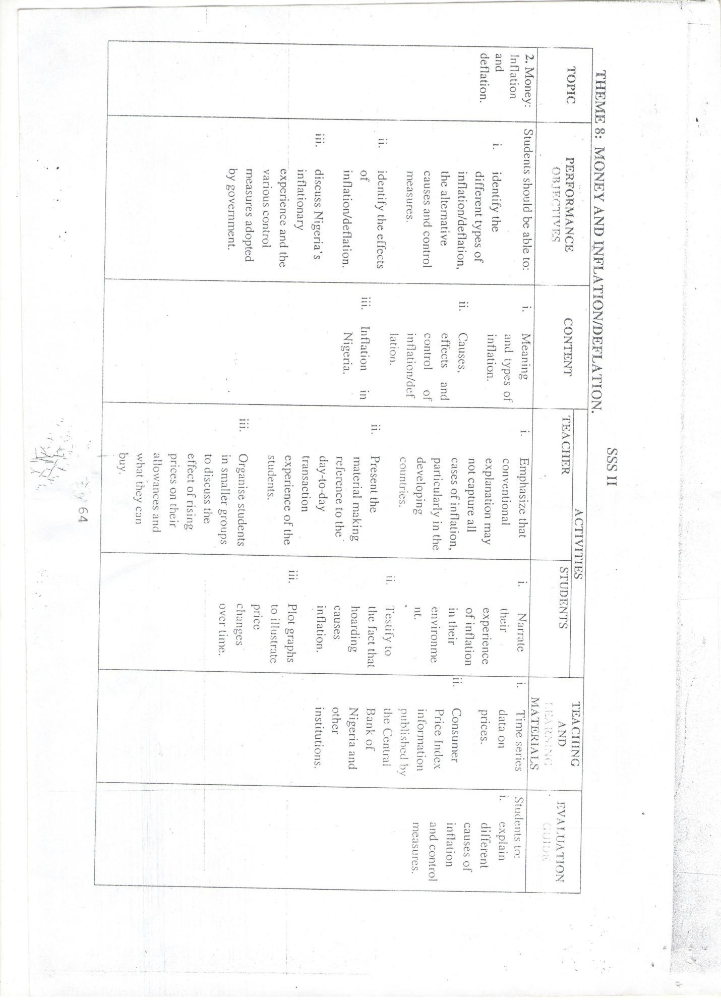 SSS II
THEME 8: MONEY AND INFLATION/DEFLATION.
TOPIC
PERFORMANCE
OBJECTIVES
CONTENT
ACTIVITIES
TEACHER
STUDENTS
TEACHING
AND
LEARNING
MATERIALS
EVALUATION
GUIDE
2. Money:
Inflation
and
deflation.
Students should be able to:
i. identify the
different types of
inflation/deflation,
the alternative
causes and control
measures.
ii. identify the effects
of
inflation/deflation.
iii. discuss Nigeria's
inflationary
experience and the
various control
measures adopted
by government.
i. Meaning
and types of
inflation.
ii. Causes,
effects and
control of
inflation/def
lation.
iii. Inflation in
Nigeria.
i. Emphasize that
conventional
explanation may
not capture all
cases of inflation,
particularly in the
developing
countries.
ii. Present the
material making
reference to the
day-to-day
transaction
experience of the
students.
iii. Organise students
in smaller groups
to discuss the
effect of rising
prices on their
allowances and
what they can
buy.
i. Narrate
their
experience
of inflation
in their
environme
nt.
ii. Testify to
the fact that
hoarding
causes
inflation.
iii. Plot graphs
to illustrate
price
changes
over time.
i. Time series
data on
prices.
ii. Consumer
Price Index
information
published by
the Central
Bank of
Nigeria and
other
institutions.
Students to:
i. explain
different
causes of
inflation
and control
measures.
64